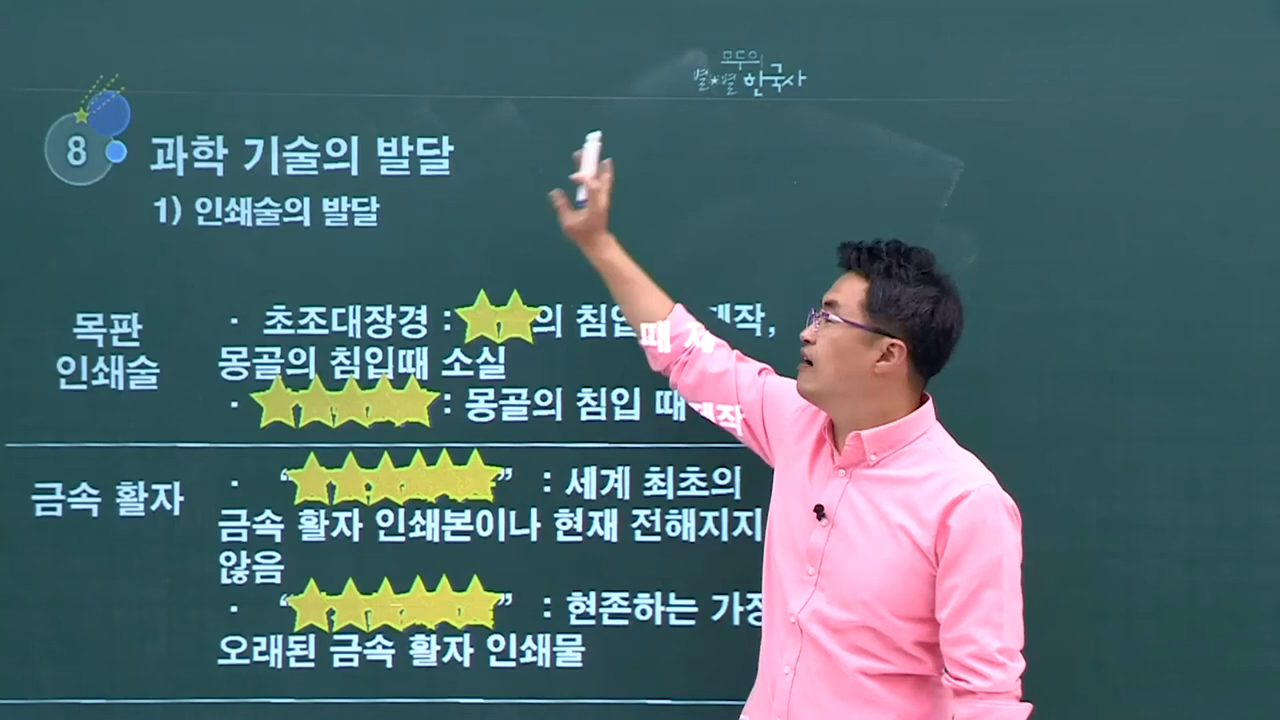 모두의
별★별 한국사
8 과학 기술의 발달
1) 인쇄술의 발달
목판
인쇄술
· 초조대장경 : 의 침입 때 제작,
몽골의 침입때 소실
· : 몽골의 침입 때 제작
금속 활자
· “ ” : 세계 최초의
금속 활자 인쇄본이나 현재 전해지지
않음
· “ ” : 현존하는 가장
오래된 금속 활자 인쇄물